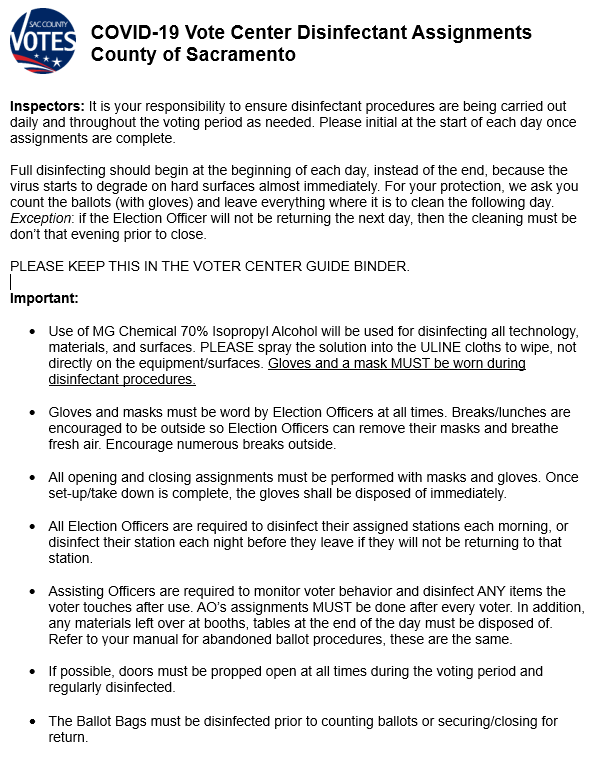 SAC COUNTY
VOTES
COVID-19 Vote Center Disinfectant Assignments
County of Sacramento
Inspectors: It is your responsibility to ensure disinfectant procedures are being carried out
daily and throughout the voting period as needed. Please initial at the start of each day once
assignments are complete.
Full disinfecting should begin at the beginning of each day, instead of the end, because the
virus starts to degrade on hard surfaces almost immediately. For your protection, we ask you
count the ballots (with gloves) and leave everything where it is to clean the following day.
Exception: if the Election Officer will not be returning the next day, then the cleaning must be
don’t that evening prior to close.
PLEASE KEEP THIS IN THE VOTER CENTER GUIDE BINDER.
Important:
• Use of MG Chemical 70% Isopropyl Alcohol will be used for disinfecting all technology,
materials, and surfaces. PLEASE spray the solution into the ULINE cloths to wipe, not
directly on the equipment/surfaces. Gloves and a mask MUST be worn during
disinfectant procedures.
• Gloves and masks must be word by Election Officers at all times. Breaks/lunches are
encouraged to be outside so Election Officers can remove their masks and breathe
fresh air. Encourage numerous breaks outside.
• All opening and closing assignments must be performed with masks and gloves. Once
set-up/take down is complete, the gloves shall be disposed of immediately.
• All Election Officers are required to disinfect their assigned stations each morning, or
disinfect their station each night before they leave if they will not be returning to that
station.
• Assisting Officers are required to monitor voter behavior and disinfect ANY items the
voter touches after use. AO’s assignments MUST be done after every voter. In addition,
any materials left over at booths, tables at the end of the day must be disposed of.
Refer to your manual for abandoned ballot procedures, these are the same.
• If possible, doors must be propped open at all times during the voting period and
regularly disinfected.
• The Ballot Bags must be disinfected prior to counting ballots or securing/closing for
return.